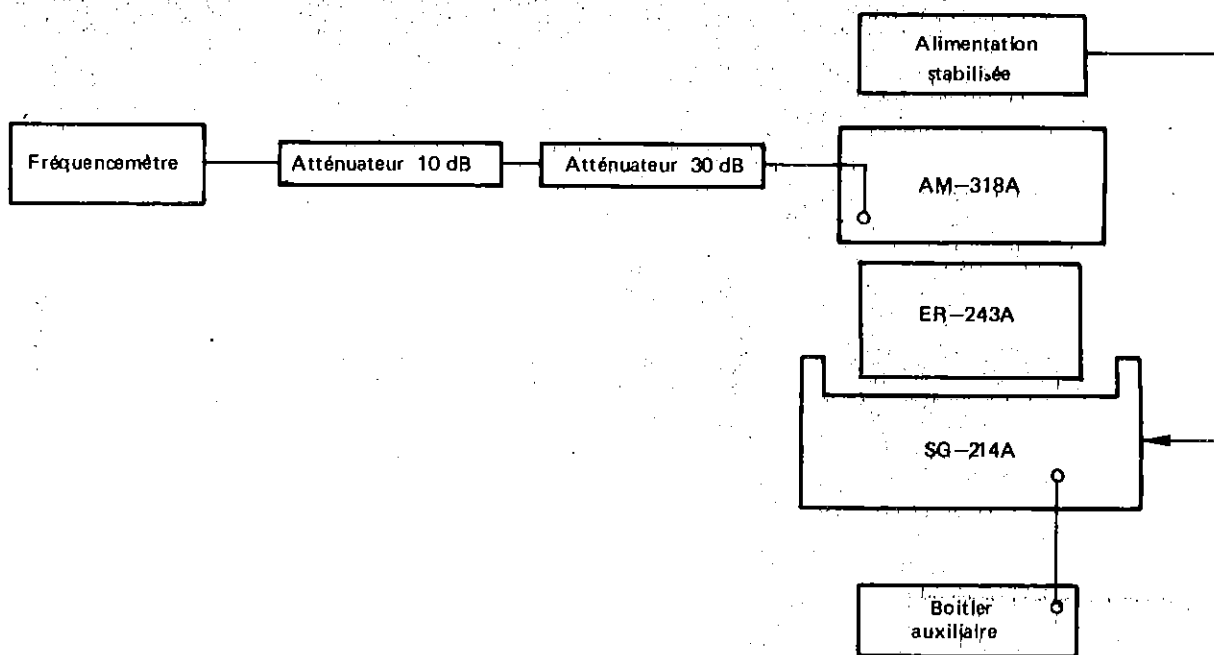 Alimentation
stabilisée
Fréquencemètre
Atténuateur 10 dB
Atténuateur 30 dB
AM-318A
ER-243A
SG-214A
Boitier
auxiliaire